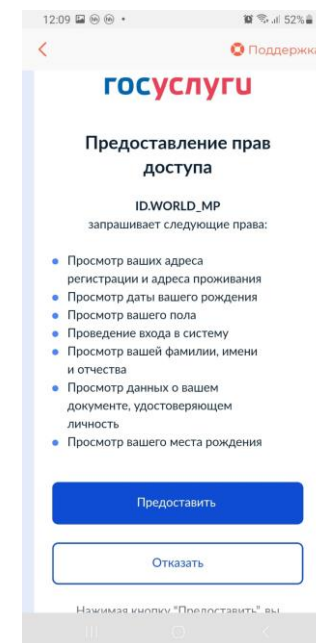 12:09 52%
Поддержка
госуслуги
Предоставление прав
доступа
ID.WORLD_MP
запрашивает следующие права:
Просмотр ваших адреса
регистрации и адреса проживания
Просмотр даты вашего рождения
Просмотр вашего пола
Проведение входа в систему
Просмотр вашей фамилии, имени
и отчества
Просмотр данных о вашем
документе, удостоверяющем
личность
Просмотр вашего места рождения
Предоставить
Отказать
Нажимая кнопку "Предоставить", вы